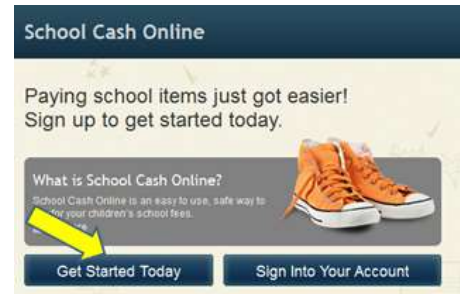 School Cash Online
Paying school items just got easier!
Sign up to get started today.
What is School Cash Online?
School Cash Online is an easy to use, safe way to
for your children's school fees.
Get Started Today
Sign Into Your Account